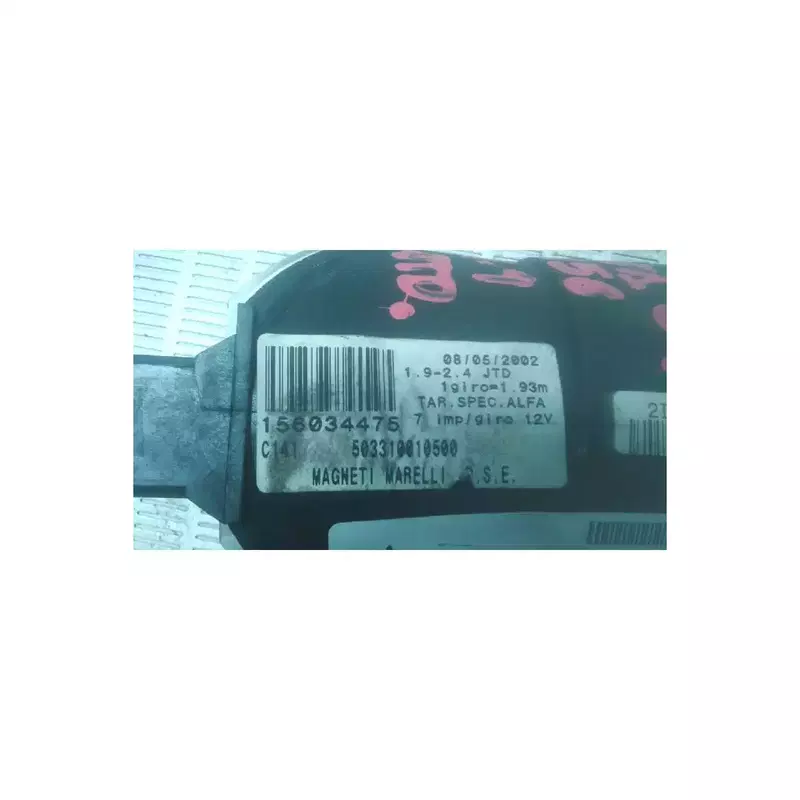 08/05/2002
1.9-2.4 JTD
1giro=1.93m
TAR.SPEC.ALFA
156034475 7 imp/giro 12V
C141 503310010500
MAGNETI MARELLI S.E.